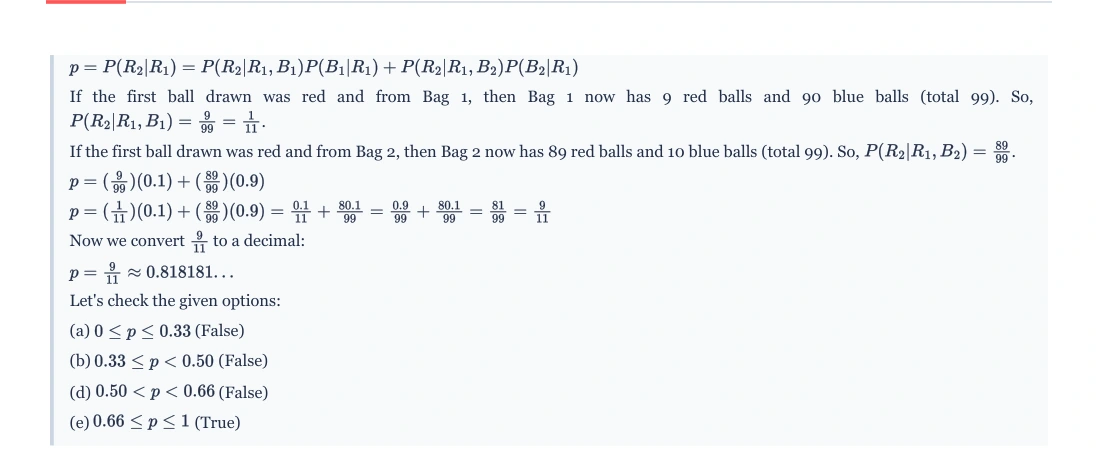 p = P(R₂|R₁) = P(R₂|R₁, B₁)P(B₁|R₁) + P(R₂|R₁, B₂)P(B₂|R₁)
If the first ball drawn was red and from Bag 1, then Bag 1 now has 9 red balls and 90 blue balls (total 99). So,
P(R₂|R₁, B₁) = 9/99 = 1/11.
If the first ball drawn was red and from Bag 2, then Bag 2 now has 89 red balls and 10 blue balls (total 99). So, P(R₂|R₁, B₂) = 89/99.
p = (9/99)(0.1) + (89/99)(0.9)
p = (1/11)(0.1) + (89/99)(0.9) = 0.1/11 + 80.1/99 = 0.9/99 + 80.1/99 = 81/99 = 9/11
Now we convert 9/11 to a decimal:
p = 9/11 ≈ 0.818181…
Let's check the given options:
(a) 0 ≤ p ≤ 0.33 (False)
(b) 0.33 ≤ p < 0.50 (False)
(d) 0.50 < p < 0.66 (False)
(e) 0.66 ≤ p ≤ 1 (True)